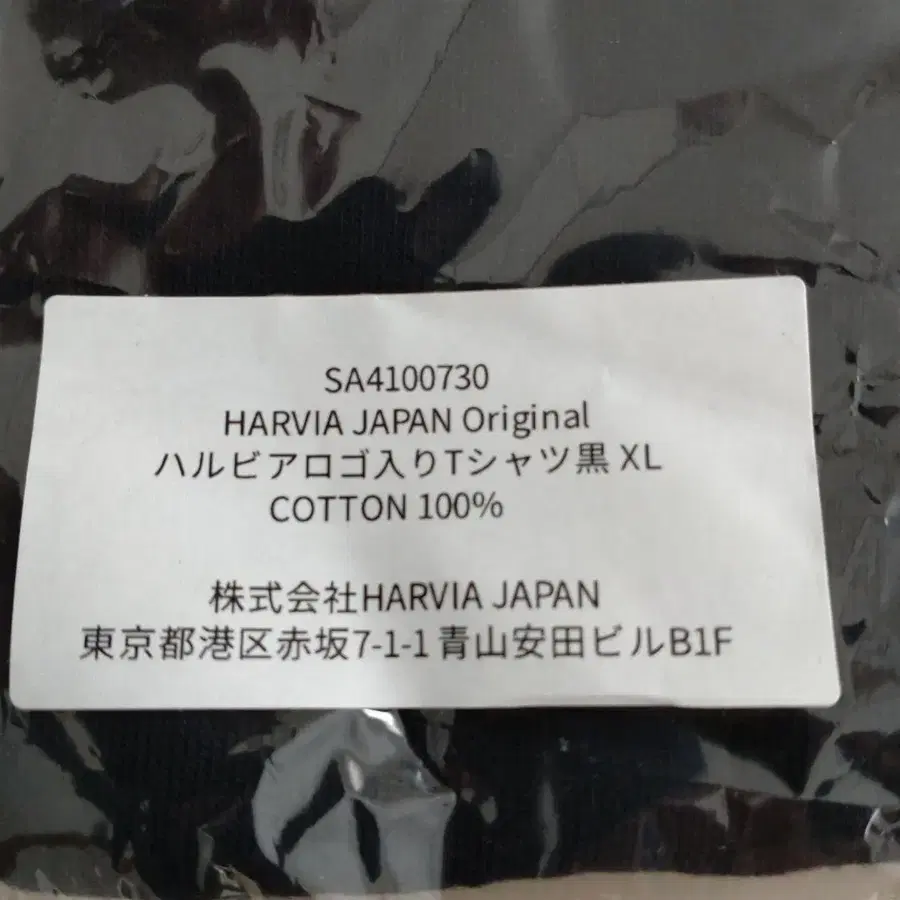 SA4100730
HARVIA JAPAN Original
ハルビアロゴ入りTシャツ黒 XL
COTTON 100%
株式会社HARVIA JAPAN
東京都港区赤坂7-1-1 青山安田ビルB1F